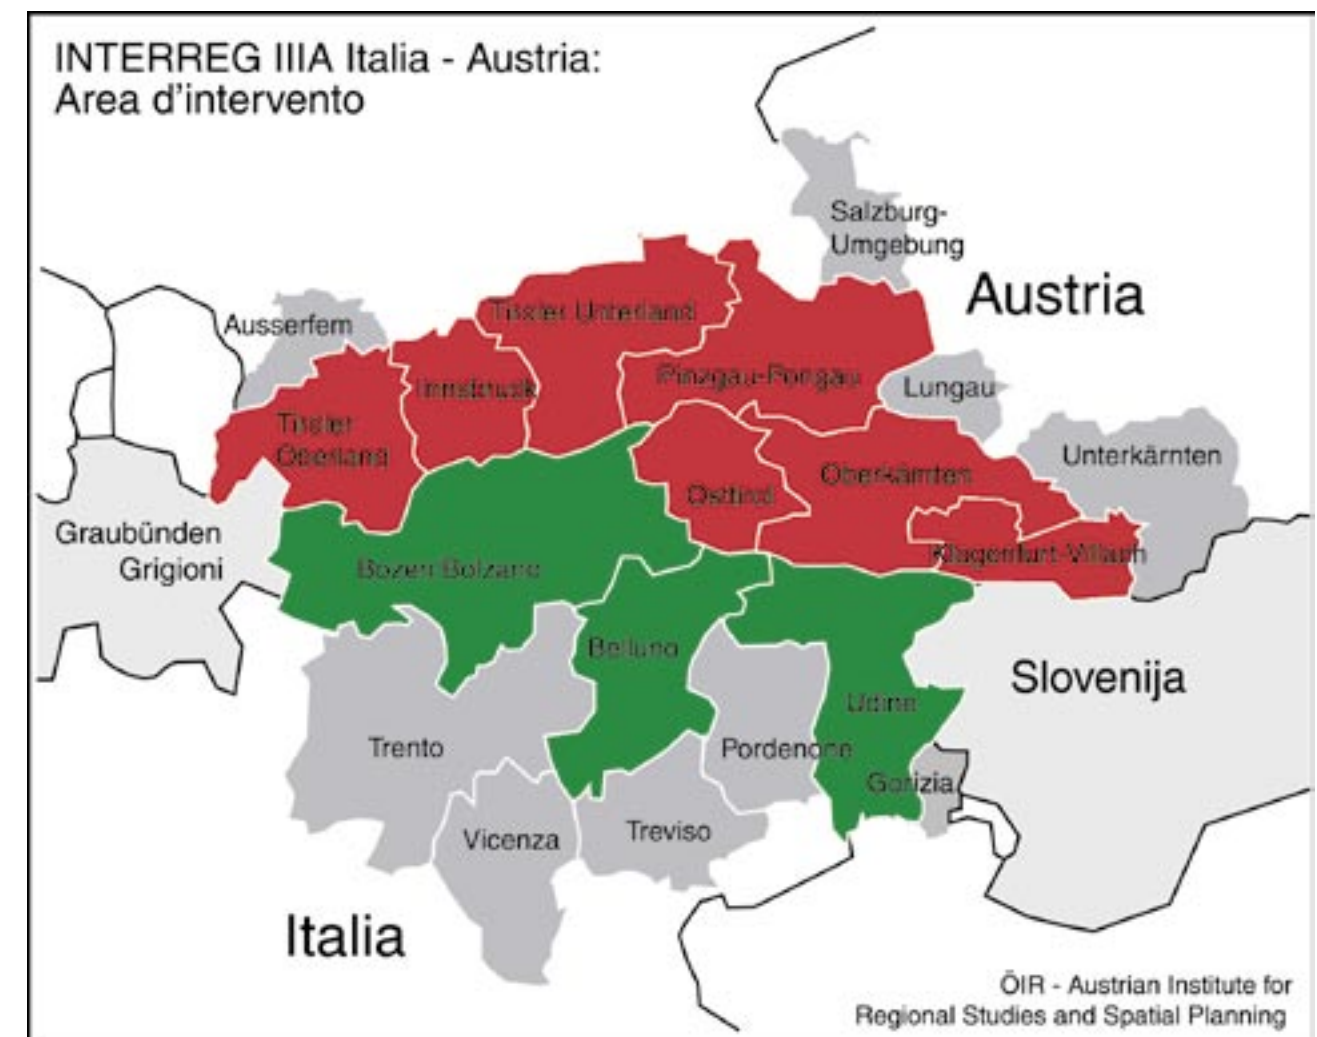 INTERREG IIIA Italia - Austria:
Area d'intervento
Salzburg-
Umgebung
Austria
Ausserfern
Tiroler Unterland
Pinzgau-Pongau
Lungau
Innsbruck
Tiroler
Oberland
Unterkärnten
Oberkärnten
Osttirol
Graubünden
Grigioni
Klagenfurt-Villach
Bozen Bolzano
Belluno
Slovenija
Udine
Trento
Pordenone
Gorizia
Vicenza
Treviso
Italia
ÖIR - Austrian Institute for
Regional Studies and Spatial Planning